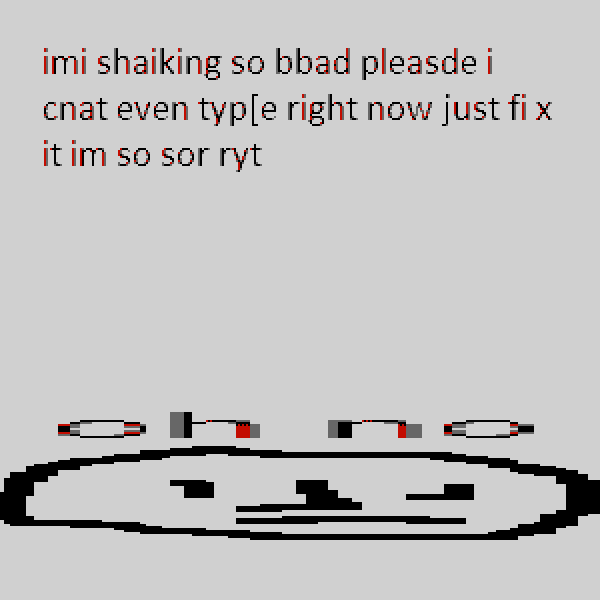 imi shaiking so bbad pleasde i
cnat even typ[e right now just fi x
it im so sor ryt